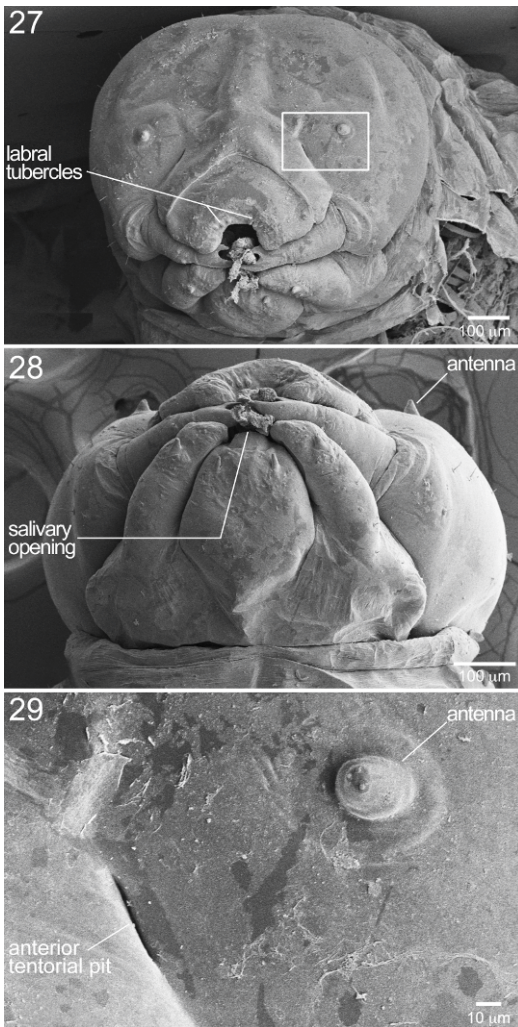 27
labral
tubercles
100 µm
28
antenna
salivary
opening
100 µm
29
antenna
anterior
tentorial pit
10 µm